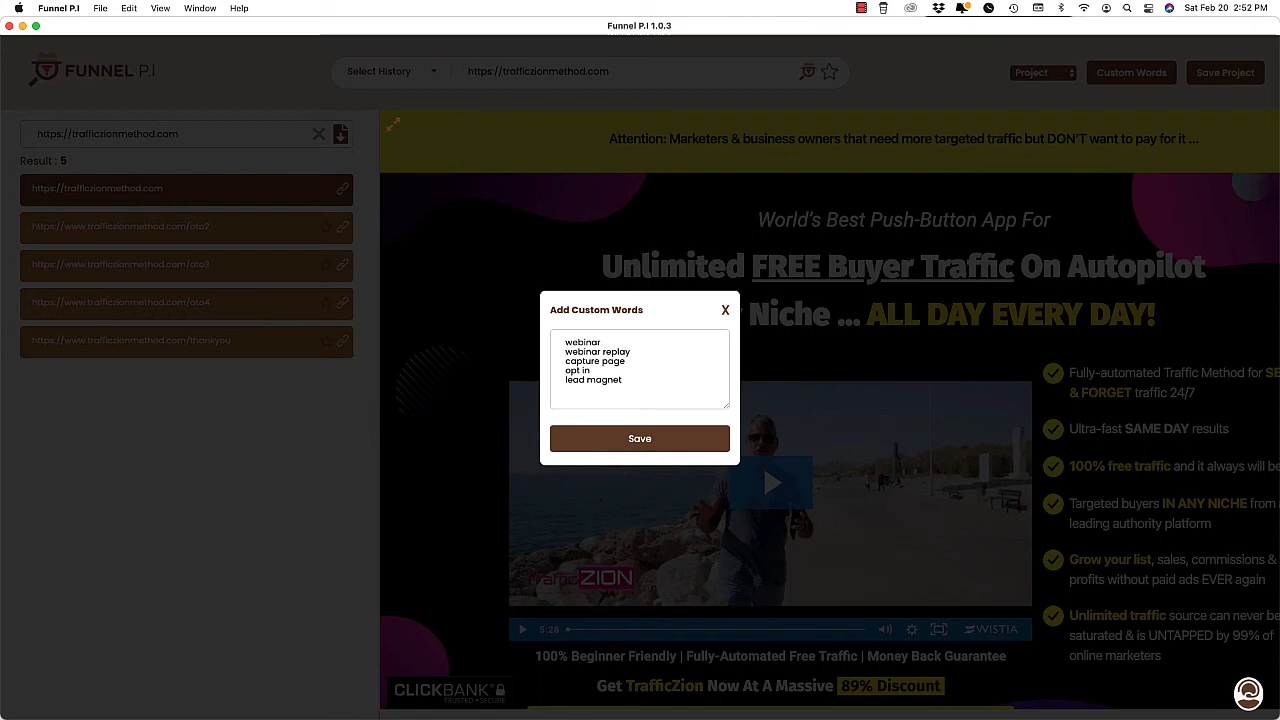 Funnel P.I File Edit View Window Help
Sat Feb 20 2:52 PM
Funnel P.I 1.0.3
FUNNEL P.I
Select History
https://trafficzionmethod.com
Project
Custom Words
Save Project
https://trafficzionmethod.com
Result : 5
https://trafficzionmethod.com
https://www.trafficzionmethod.com/oto2
https://www.trafficzionmethod.com/oto3
https://www.trafficzionmethod.com/oto4
https://www.trafficzionmethod.com/thankyou
Attention: Marketers & business owners that need more targeted traffic but DON'T want to pay for it ...
World's Best Push-Button App For
Unlimited FREE Buyer Traffic On Autopilot
Niche ... ALL DAY EVERY DAY!
Add Custom Words
X
webinar
webinar replay
capture page
opt in
lead magnet
Save
Fully-automated Traffic Method for SE
& FORGET traffic 24/7
Ultra-fast SAME DAY results
100% free traffic and it always will be
Targeted buyers IN ANY NICHE from
leading authority platform
Grow your list, sales, commissions &
profits without paid ads EVER again
Unlimited traffic source can never be
saturated & is UNTAPPED by 99% of
online marketers
trafficZION
5:28
WISTIA
100% Beginner Friendly | Fully-Automated Free Traffic | Money Back Guarantee
Get TrafficZion Now At A Massive 89% Discount
CLICKBANK®
TRUSTED • SECURE